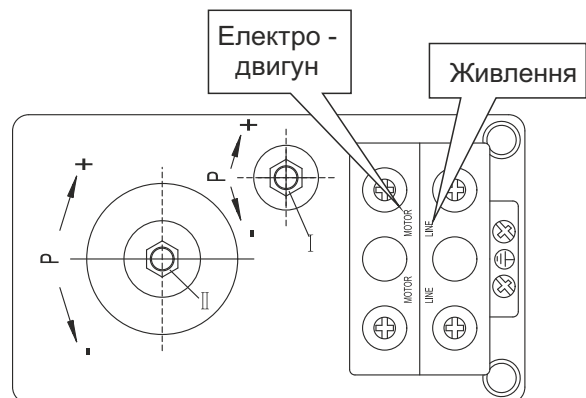 Електро -
двигун
Живлення
+
P
-
I
+
P
-
II
MOTOR
LINE
MOTOR
LINE